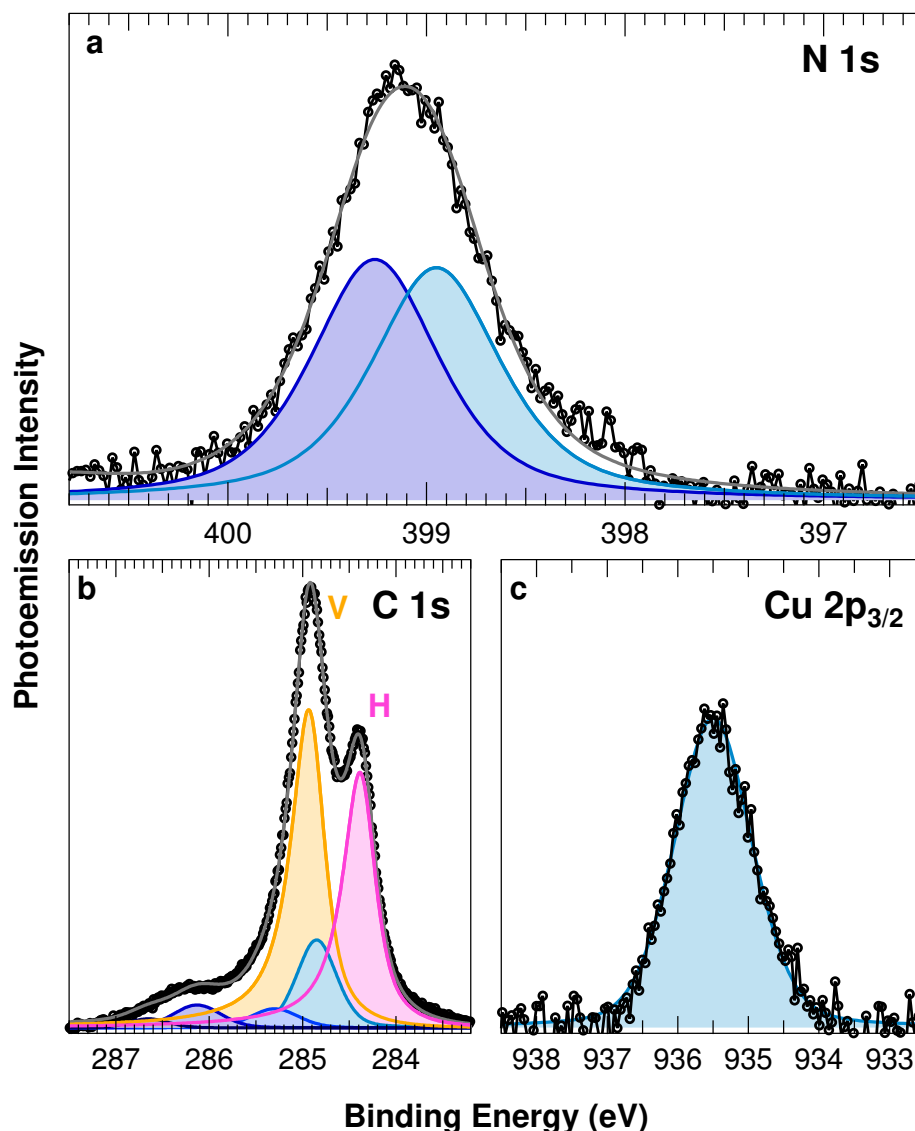 a
N 1s
400 399 398 397
Photoemission Intensity
b
V
C 1s
H
287 286 285 284
c
Cu 2p3/2
938 937 936 935 934 933
Binding Energy (eV)